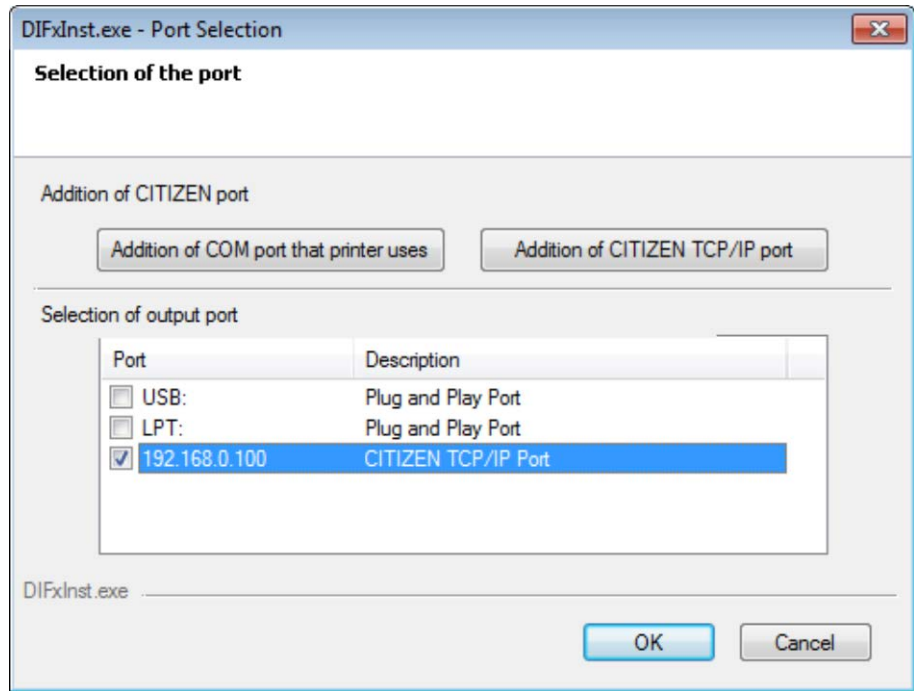 DIFxInst.exe - Port Selection
Selection of the port
Addition of CITIZEN port
Addition of COM port that printer uses Addition of CITIZEN TCP/IP port
Selection of output port
Port Description
USB: Plug and Play Port
LPT: Plug and Play Port
192.168.0.100 CITIZEN TCP/IP Port
DIFxInst.exe
OK Cancel